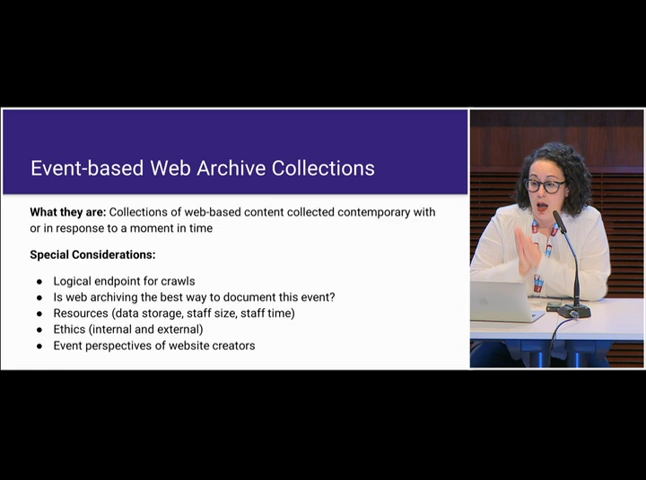 Event-based Web Archive Collections
What they are: Collections of web-based content collected contemporary with
or in response to a moment in time
Special Considerations:
● Logical endpoint for crawls
● Is web archiving the best way to document this event?
● Resources (data storage, staff size, staff time)
● Ethics (internal and external)
● Event perspectives of website creators